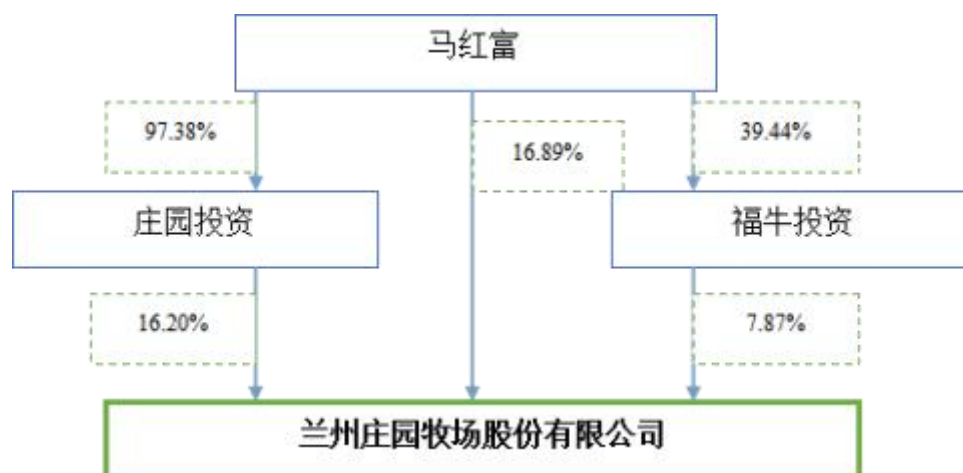 马红富
97.38%
16.89%
39.44%
庄园投资
福牛投资
16.20%
7.87%
兰州庄园牧场股份有限公司